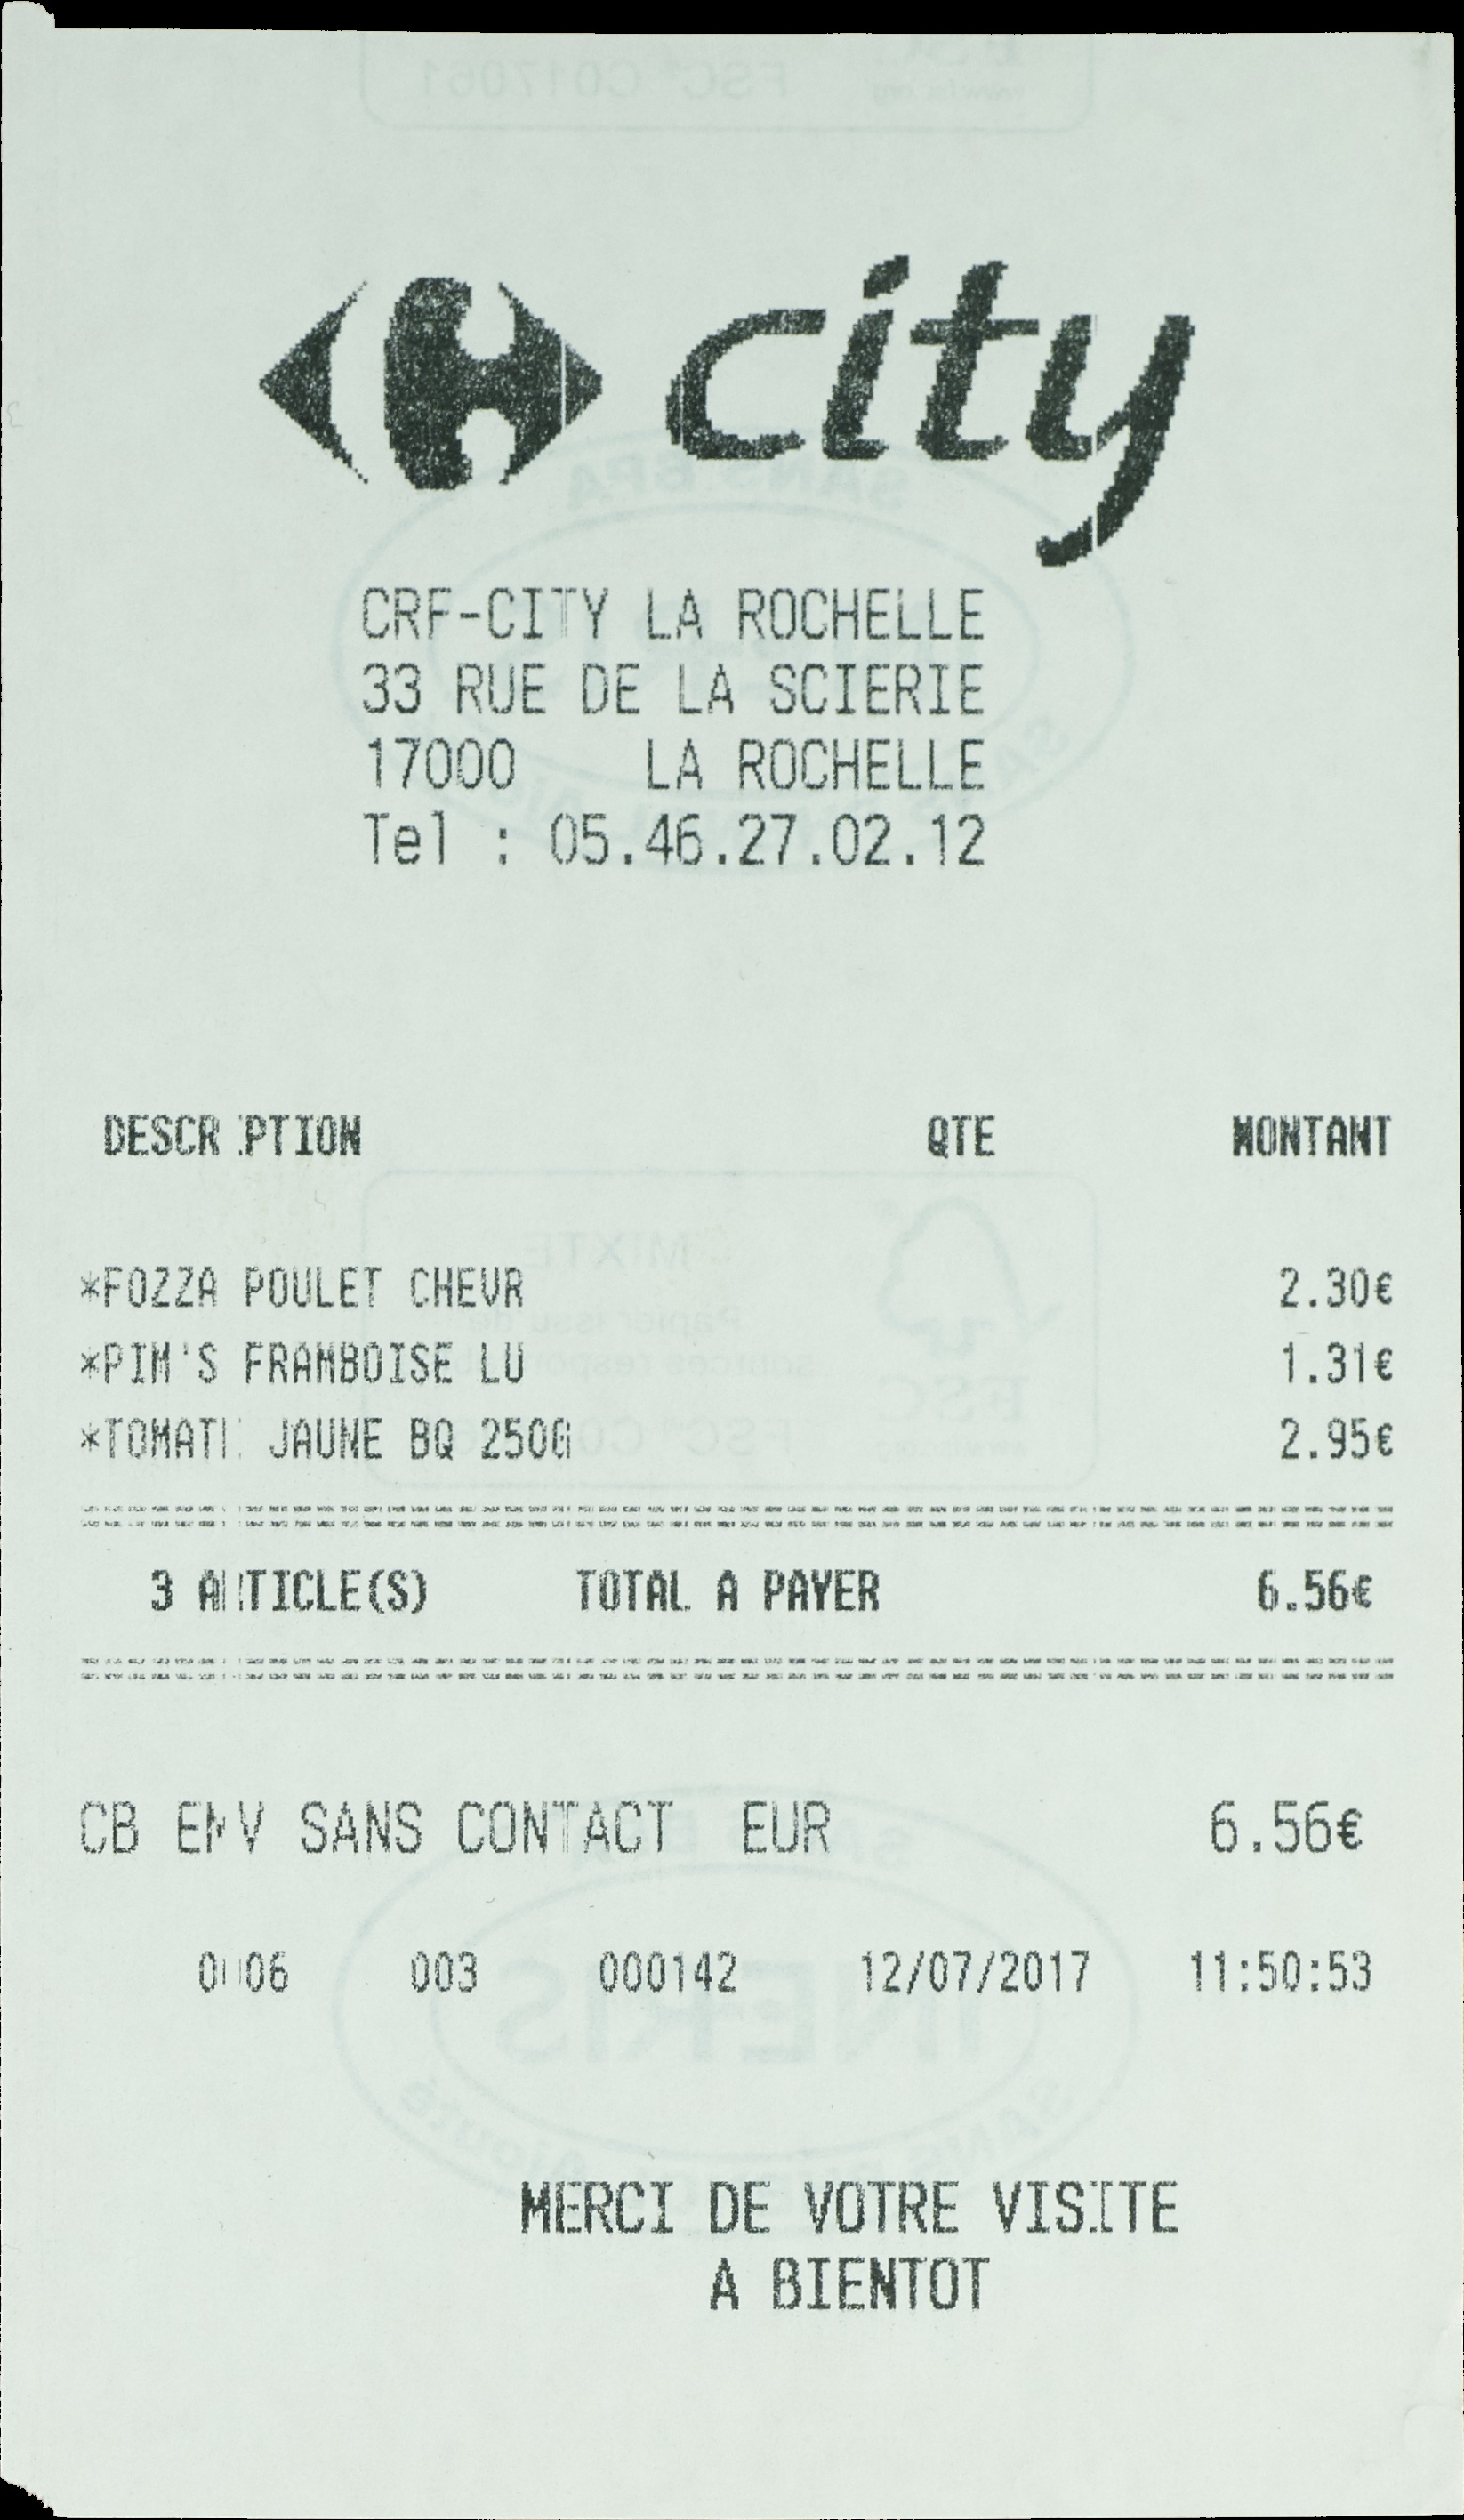 city
CRF-CITY LA ROCHELLE
33 RUE DE LA SCIERIE
17000 LA ROCHELLE
Tel : 05.46.27.02.12
DESCRIPTION QTE MONTANT
*FOZZA POULET CHEVR 2.30€
*PIM'S FRAMBOISE LU 1.31€
*TOMATE JAUNE BQ 250G 2.95€
3 ARTICLE(S) TOTAL A PAYER 6.56€
CB EMV SANS CONTACT EUR 6.56€
0006 003 000142 12/07/2017 11:50:53
MERCI DE VOTRE VISITE
A BIENTOT